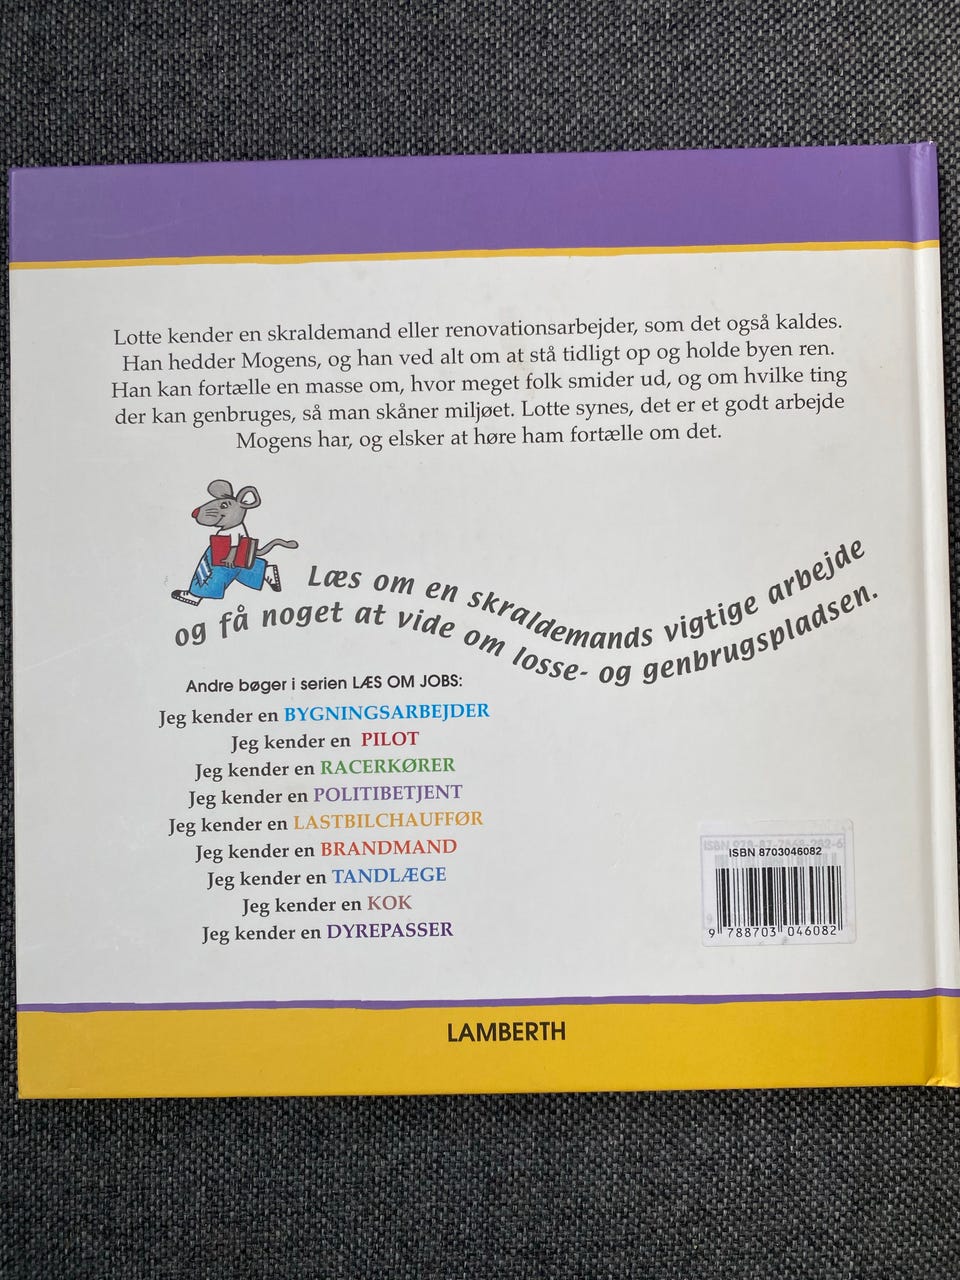 Lotte kender en skraldemand eller renovationsarbejder, som det også kaldes.
Han hedder Mogens, og han ved alt om at stå tidligt op og holde byen ren.
Han kan fortælle en masse om, hvor meget folk smider ud, og om hvilke ting
der kan genbruges, så man skåner miljøet. Lotte synes, det er et godt arbejde
Mogens har, og elsker at høre ham fortælle om det.
Læs om en skraldemands vigtige arbejde
og få noget at vide om losse- og genbrugspladsen.
Andre bøger i serien LÆS OM JOBS:
Jeg kender en BYGNINGSARBEJDER
Jeg kender en PILOT
Jeg kender en RACERKØRER
Jeg kender en POLITIBETJENT
Jeg kender en LASTBILCHAUFFØR
Jeg kender en BRANDMAND
Jeg kender en TANDLÆGE
Jeg kender en KOK
Jeg kender en DYREPASSER
ISBN 8703046082
9 788703 046082
LAMBERTH